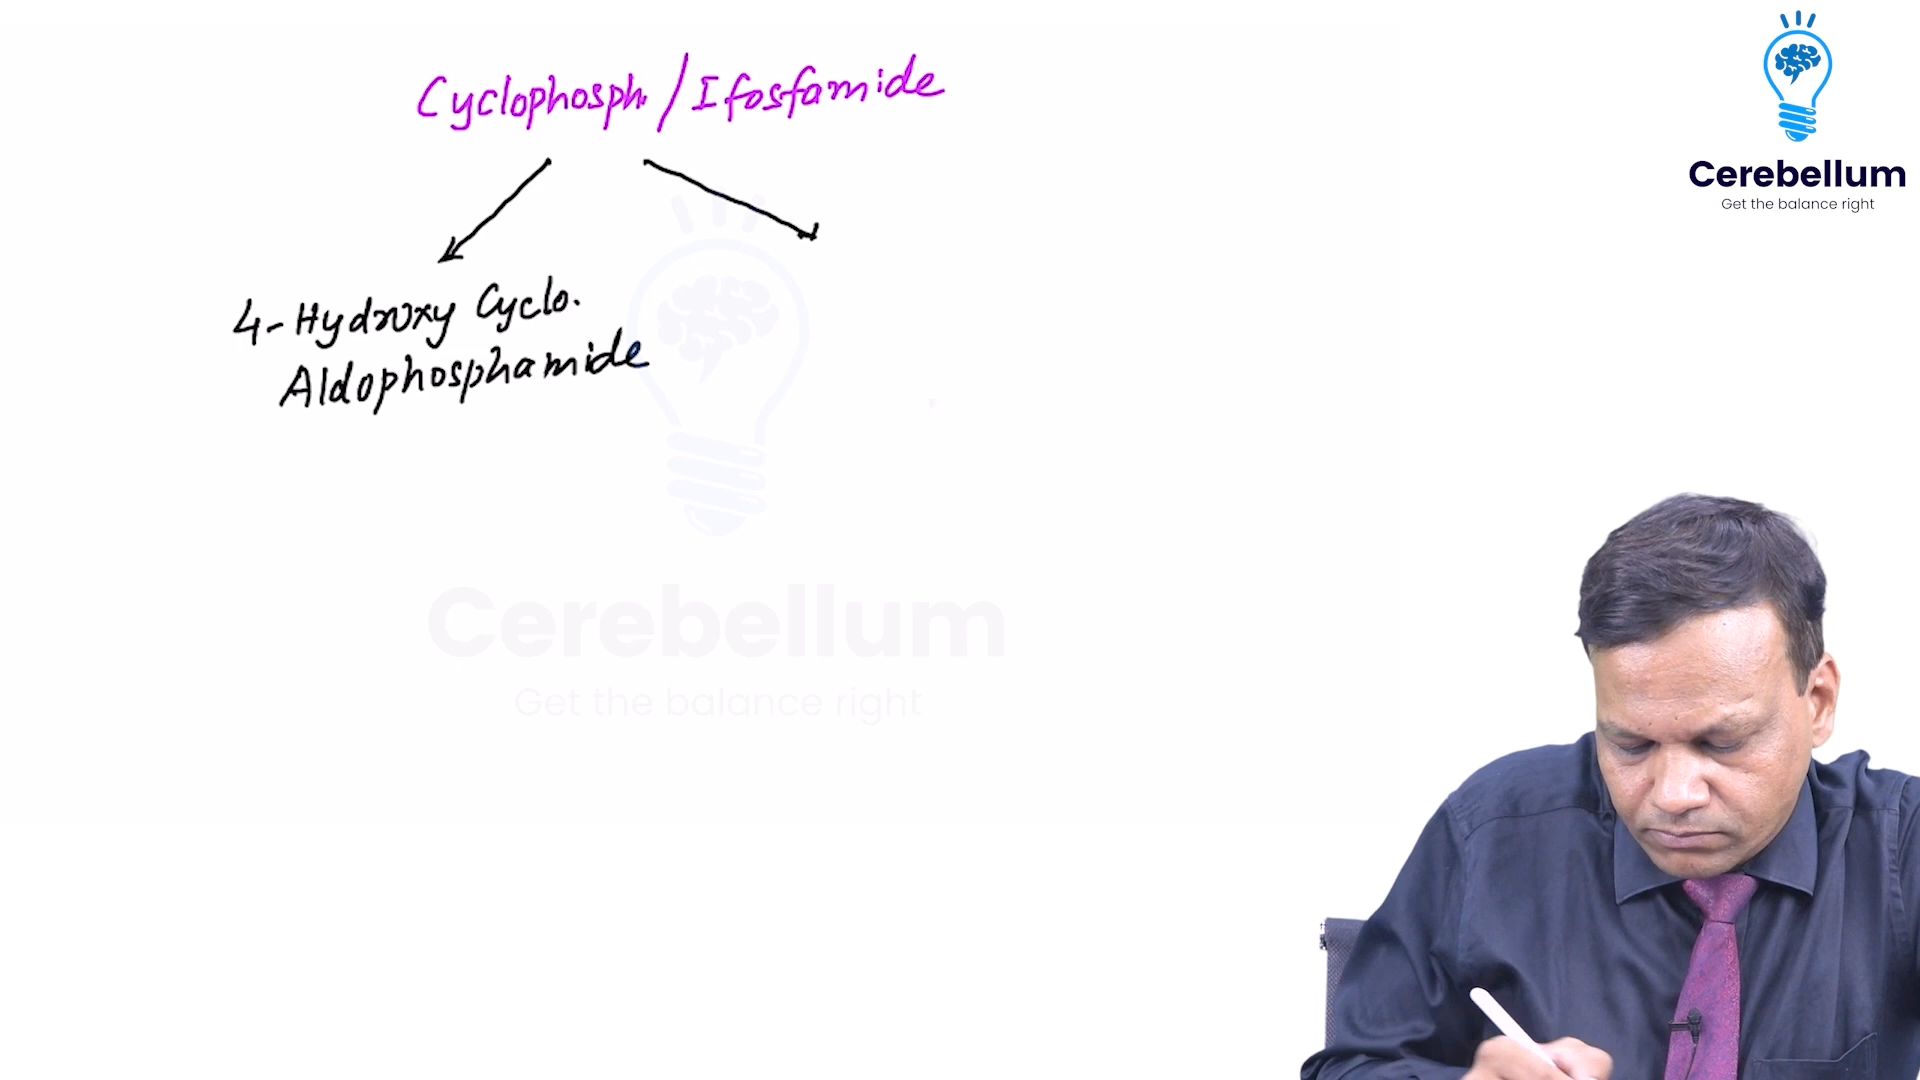 Cyclophosph. / Ifosfamide
4-Hydroxy Cyclo.
Aldophosphamide
Cerebellum
Get the balance right
Cerebellum
Get the balance right